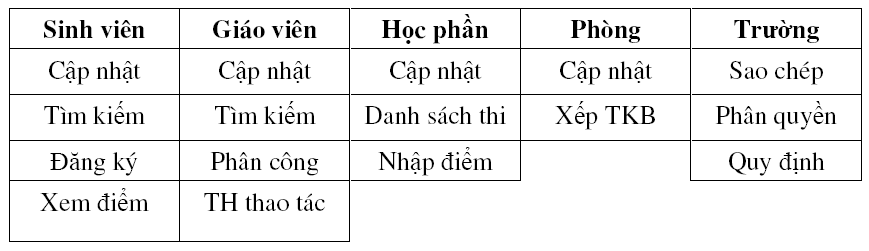 Sinh viên Giáo viên Học phần Phòng Trường
Cập nhật Cập nhật Cập nhật Cập nhật Sao chép
Tìm kiếm Tìm kiếm Danh sách thi Xếp TKB Phân quyền
Đăng ký Phân công Nhập điểm Quy định
Xem điểm TH thao tác